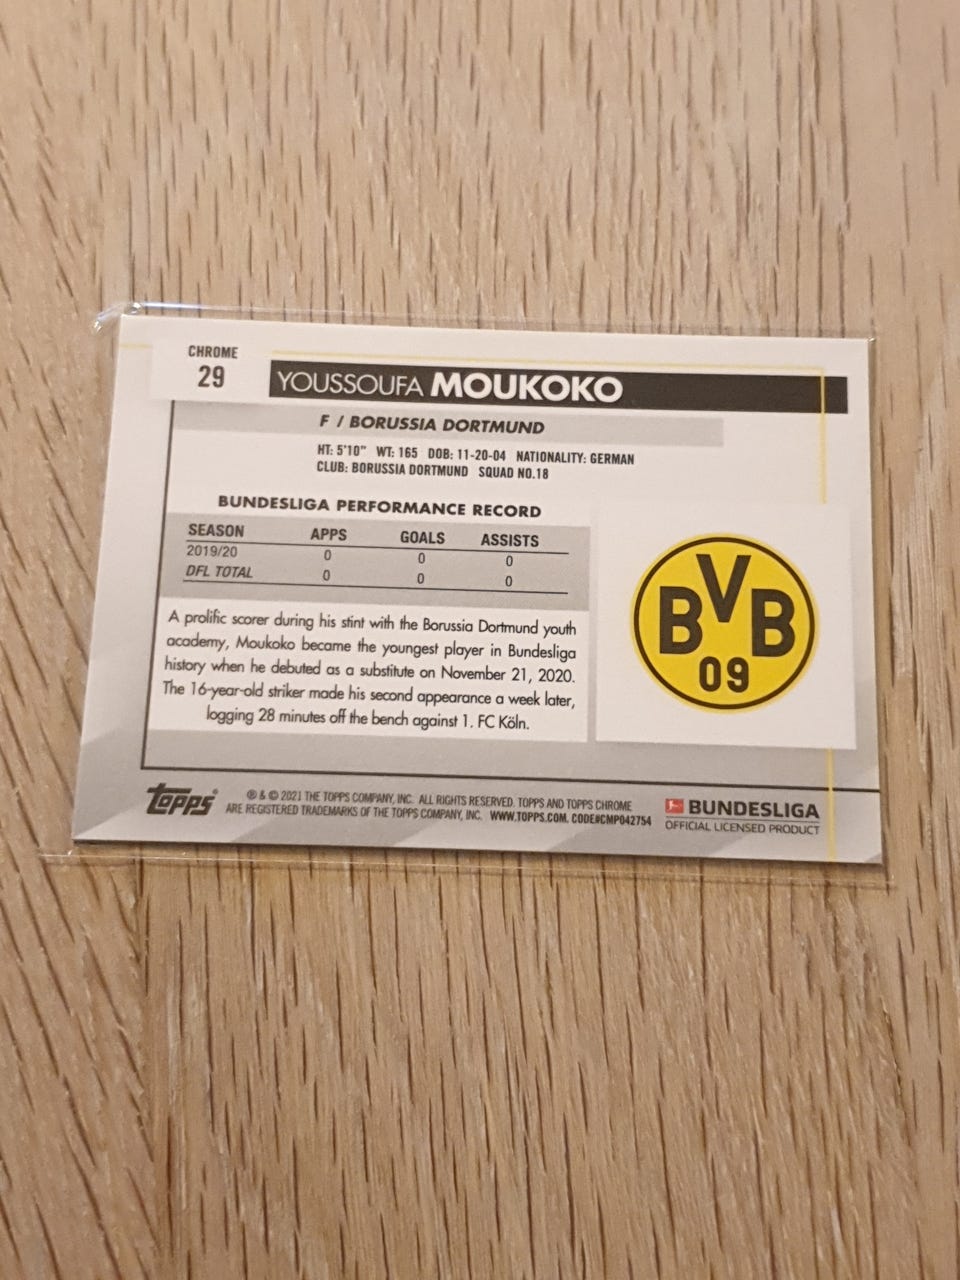 CHROME
29
YOUSSOUFA MOUKOKO
F / BORUSSIA DORTMUND
HT: 5'10" WT: 165 DOB: 11-20-04 NATIONALITY: GERMAN
CLUB: BORUSSIA DORTMUND SQUAD NO.18
BUNDESLIGA PERFORMANCE RECORD
SEASON APPS GOALS ASSISTS
2019/20 0 0 0
DFL TOTAL 0 0 0
A prolific scorer during his stint with the Borussia Dortmund youth
academy, Moukoko became the youngest player in Bundesliga
history when he debuted as a substitute on November 21, 2020.
The 16-year-old striker made his second appearance a week later,
logging 28 minutes off the bench against 1. FC Köln.
BVB
09
topps®
® & © 2021 THE TOPPS COMPANY, INC. ALL RIGHTS RESERVED. TOPPS AND TOPPS CHROME
ARE REGISTERED TRADEMARKS OF THE TOPPS COMPANY, INC. WWW.TOPPS.COM. CODE#CMP042754
BUNDESLIGA
OFFICIAL LICENSED PRODUCT